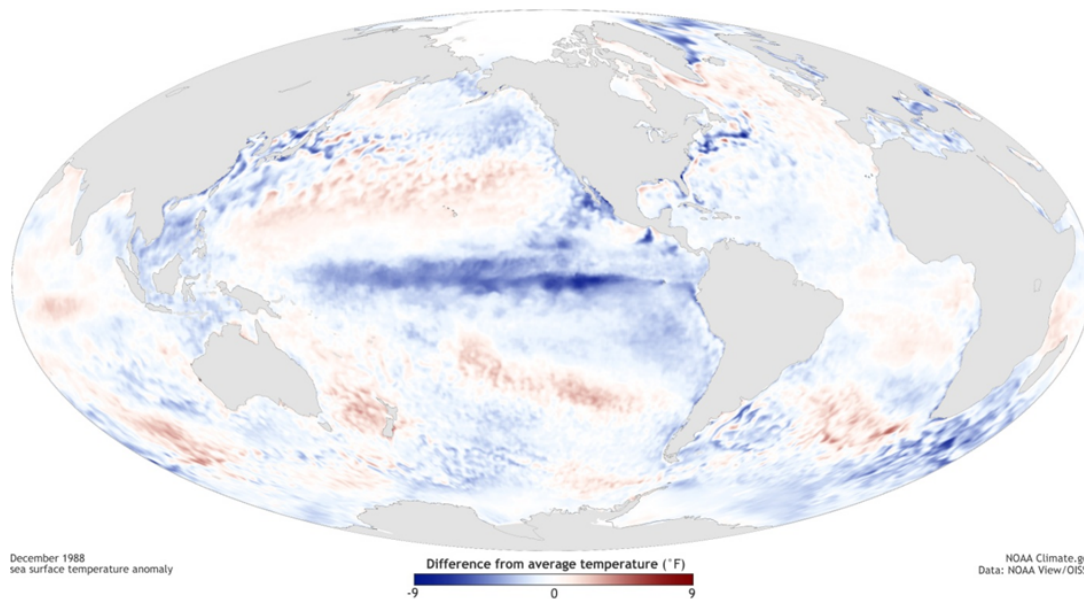 December 1988
sea surface temperature anomaly
Difference from average temperature (°F)
-9 0 9
NOAA Climate.go
Data: NOAA View/OISS